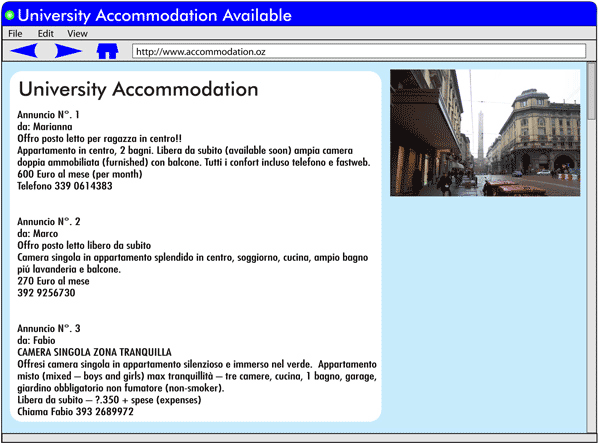 University Accommodation Available
File Edit View
http://www.accommodation.oz
University Accommodation
Annuncio N°. 1
da: Marianna
Offro posto letto per ragazza in centro!!
Appartamento in centro, 2 bagni. Libera da subito (available soon) ampia camera
doppia ammobiliata (furnished) con balcone. Tutti i confort incluso telefono e fastweb.
600 Euro al mese (per month)
Telefono 339 0614383
Annuncio N°. 2
da: Marco
Offro posto letto libero da subito
Camera singola in appartamento splendido in centro, soggiorno, cucina, ampio bagno
piú lavanderia e balcone.
270 Euro al mese
392 9256730
Annuncio N°. 3
da: Fabio
CAMERA SINGOLA ZONA TRANQUILLA
Offresi camera singola in appartamento silenzioso e immerso nel verde. Appartamento
misto (mixed – boys and girls) max tranquillità – tre camere, cucina, 1 bagno, garage,
giardino obbligatorio non fumatore (non-smoker).
Libera da subito – ?.350 + spese (expenses)
Chiama Fabio 393 2689972